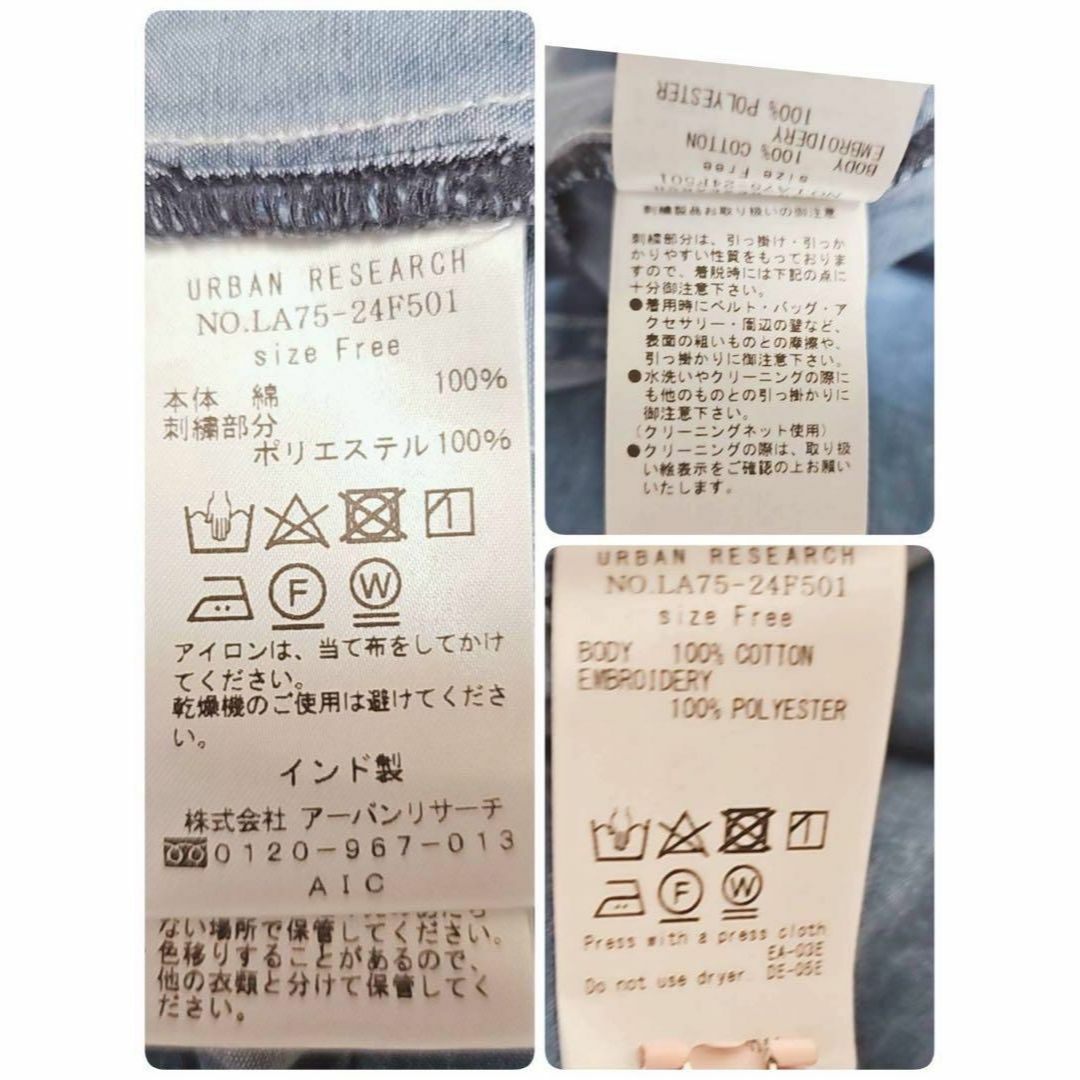 URBAN RESEARCH
NO.LA75-24F501
size Free
本体 綿 100%
刺繍部分
ポリエステル100%
F
W
アイロンは、当て布をしてかけ
てください。
乾燥機のご使用は避けてくださ
い。
インド製
株式会社 アーバンリサーチ
0120-967-013
AIC
ない場所で保管してください。
色移りすることがあるので、
他の衣類と分けて保管してく
ださい。
100% POLYESTER
EMBROIDERY
100% COTTON
BODY
size Free
刺繍製品お取り扱いの御注意
刺繍部分は、引っ掛け・引っか
かりやすい性質をもっておりま
すので、着脱時には下記の点に
十分御注意下さい。
●着用時にベルト・バッグ・ア
クセサリー・周辺の壁など、
表面の粗いものとの摩擦や、
引っ掛かりに御注意下さい。
●水洗いやクリーニングの際に
も他のものとの引っ掛かりに
御注意下さい。
(クリーニングネット使用)
●クリーニングの際は、取り扱
い絵表示をご確認の上お願い
いたします。
URBAN RESEARCH
NO.LA75-24F501
size Free
BODY 100% COTTON
EMBROIDERY
100% POLYESTER
F
W
Press with a press cloth
EA-03E
Do not use dryer. DE-05E